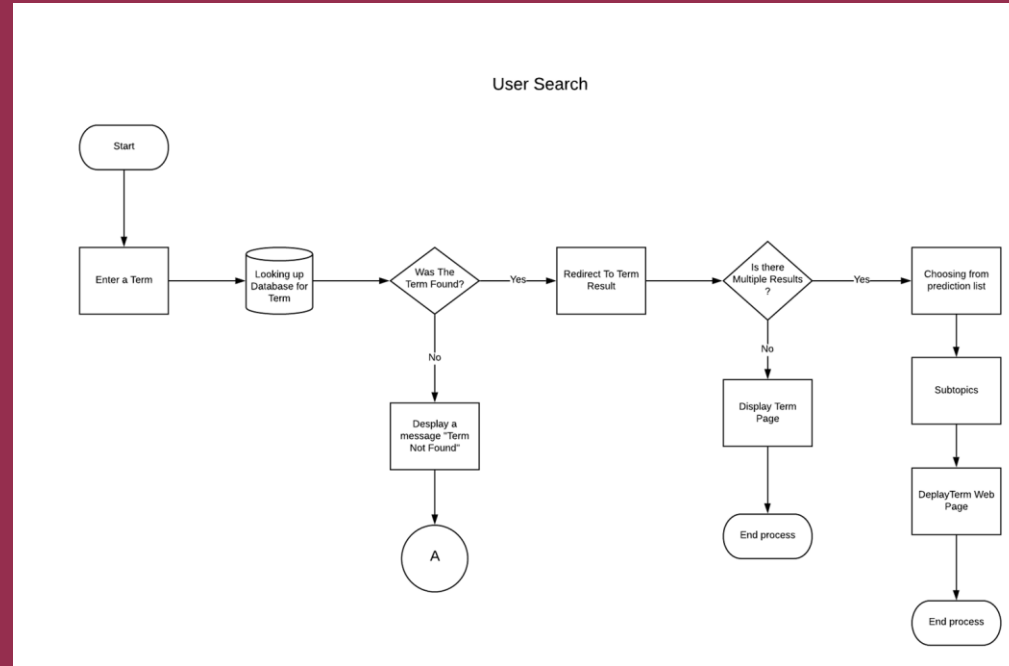 User Search
Start
Enter a Term
Looking up
Database for
Term
Was The
Term Found?
Yes
Redirect To Term
Result
Is there
Multiple Results
?
Yes
Choosing from
prediction list
No
Desplay a
message "Term
Not Found"
A
No
Display Term
Page
End process
Subtopics
DeplayTerm Web
Page
End process